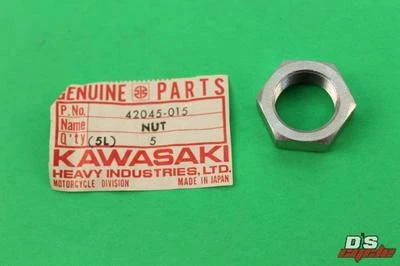 GENUINE PARTS
P.No. 42045-015
Name NUT
Q'ty (5L) 5
KAWASAKI
HEAVY INDUSTRIES, LTD.
MOTORCYCLE DIVISION MADE IN JAPAN
D'S
cycle